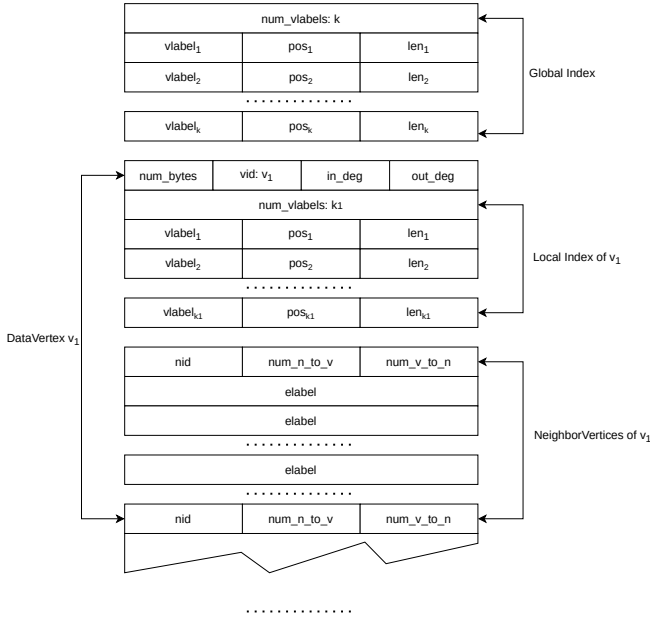 num_vlabels: k
vlabel1 pos1 len1
vlabel2 pos2 len2
..............
vlabelk posk lenk
Global Index
num_bytes vid: v1 in_deg out_deg
num_vlabels: k1
vlabel1 pos1 len1
vlabel2 pos2 len2
..............
vlabelk1 posk1 lenk1
Local Index of v1
DataVertex v1
nid num_n_to_v num_v_to_n
elabel
elabel
..............
elabel
..............
NeighborVertices of v1
nid num_n_to_v num_v_to_n
..............